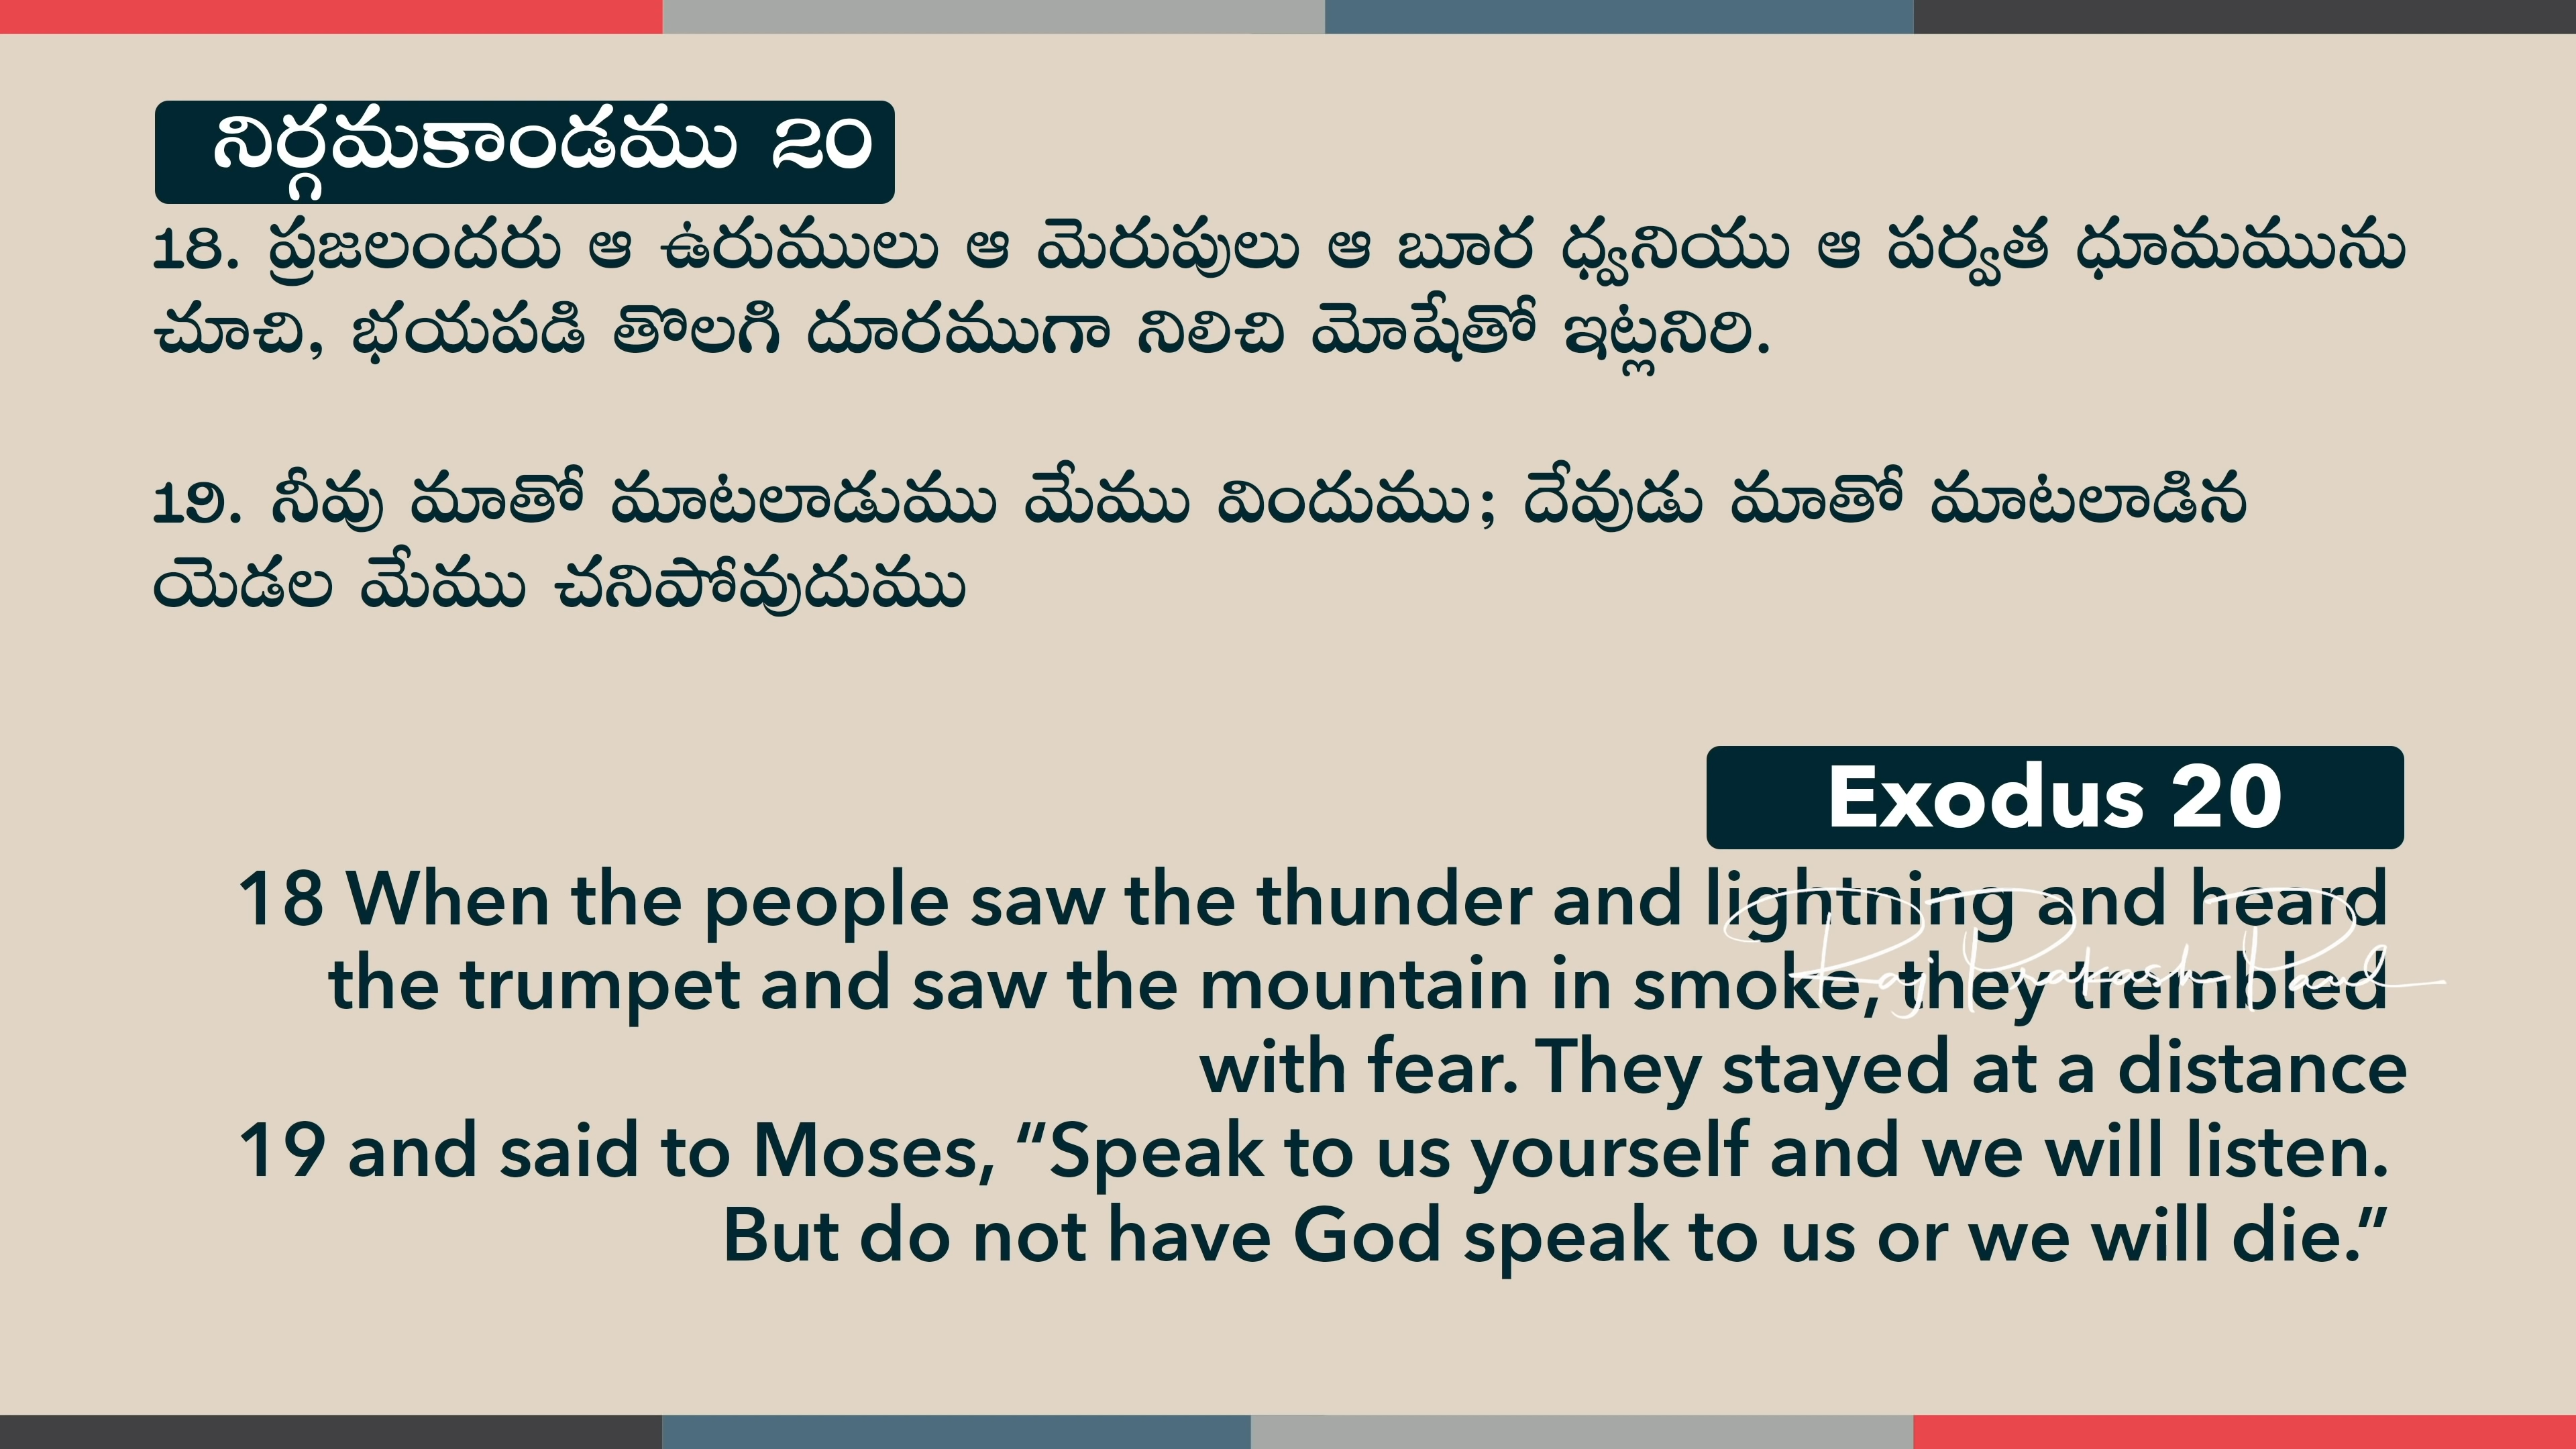 నిర్గమకాండము 20
18. ప్రజలందరు ఆ ఉరుములు ఆ మెరుపులు ఆ బూర ధ్వనియు ఆ పర్వత ధూమమును
చూచి, భయపడి తొలగి దూరముగా నిలిచి మోషేతో ఇట్లనిరి.
19. నీవు మాతో మాటలాడుము మేము విందుము; దేవుడు మాతో మాటలాడిన
యెడల మేము చనిపోవుదుము
Exodus 20
18 When the people saw the thunder and lightning and heard
the trumpet and saw the mountain in smoke, they trembled
with fear. They stayed at a distance
19 and said to Moses, “Speak to us yourself and we will listen.
But do not have God speak to us or we will die.”
Raj Prakash Paul